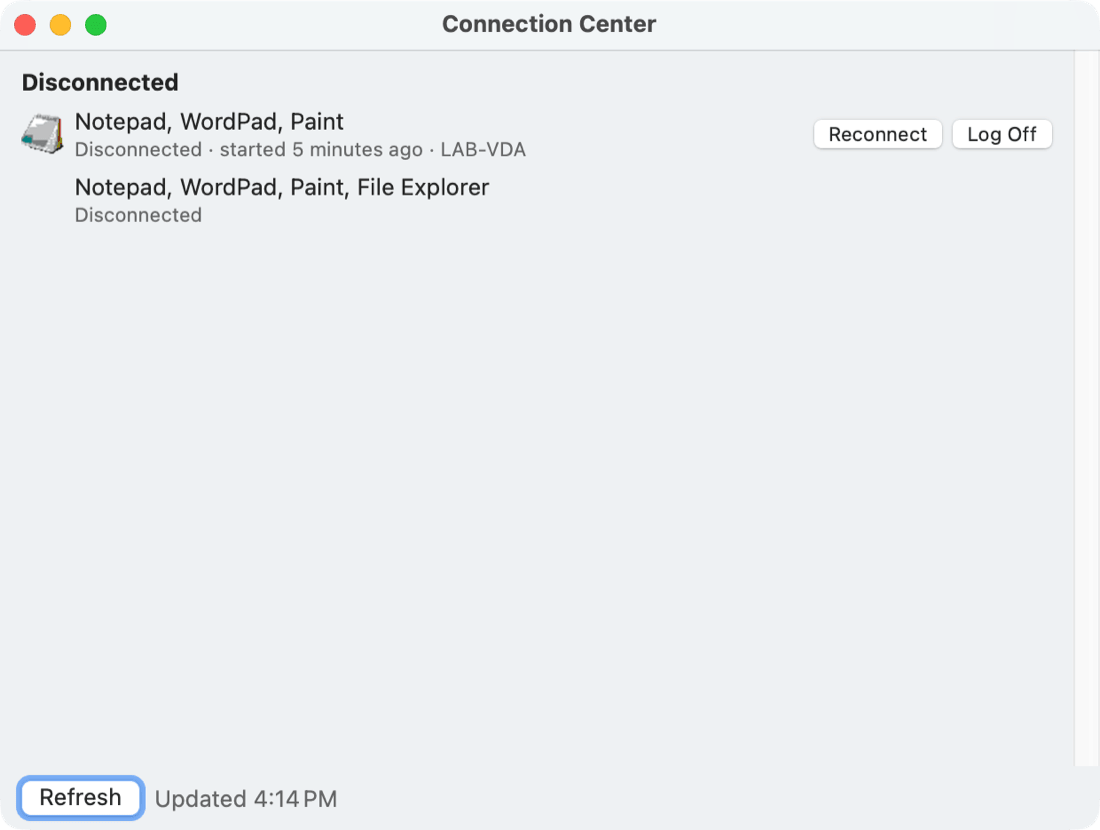 Connection Center
Disconnected
Notepad, WordPad, Paint
Disconnected · started 5 minutes ago · LAB-VDA
Reconnect
Log Off
Notepad, WordPad, Paint, File Explorer
Disconnected
Refresh
Updated 4:14 PM